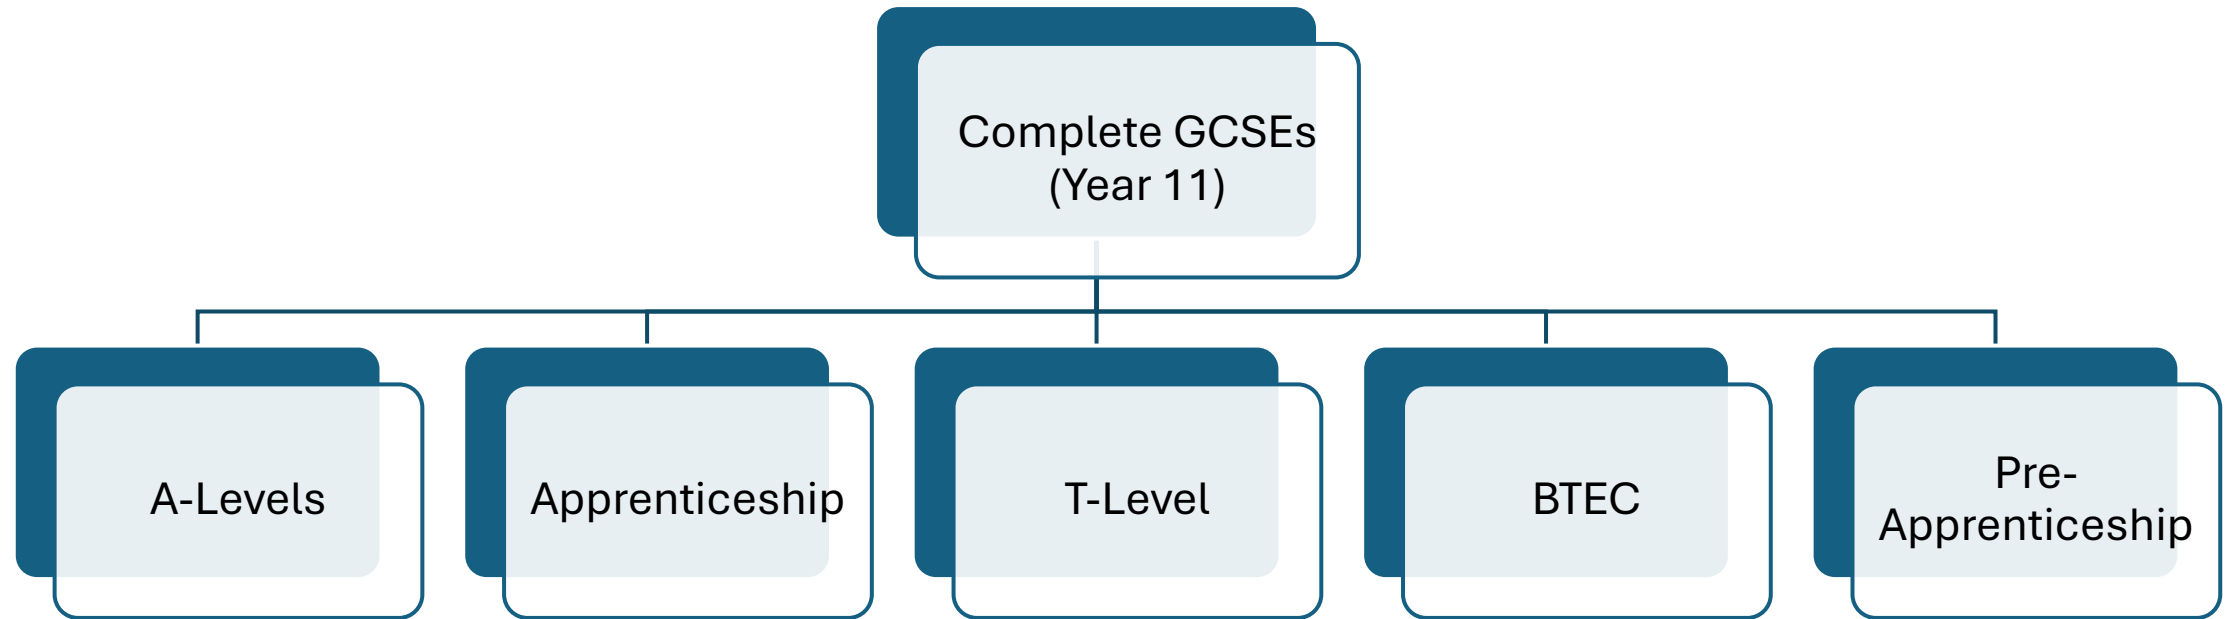 Complete GCSEs
(Year 11)
A-Levels
Apprenticeship
T-Level
BTEC
Pre-
Apprenticeship